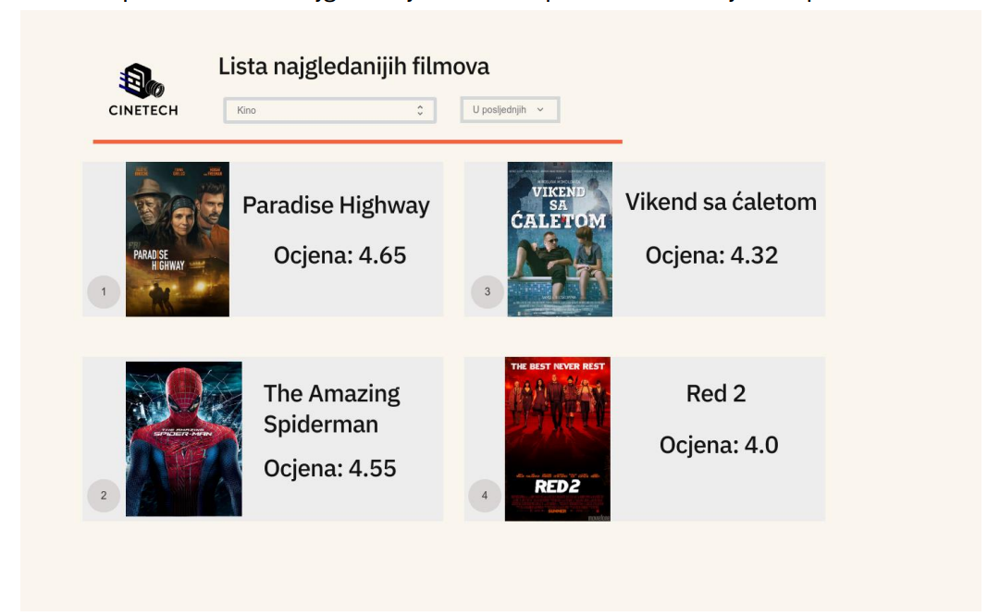 Lista najgledanijih filmova
CINETECH
Kino
U posljednjih
PARADISE
HIGHWAY
Paradise Highway
Ocjena: 4.65
1
VIKEND
SA
ĆALETOM
Vikend sa ćaletom
Ocjena: 4.32
3
THE AMAZING
SPIDER-MAN
The Amazing
Spiderman
Ocjena: 4.55
2
THE BEST NEVER REST
RED 2
SUMMER
Red 2
Ocjena: 4.0
4